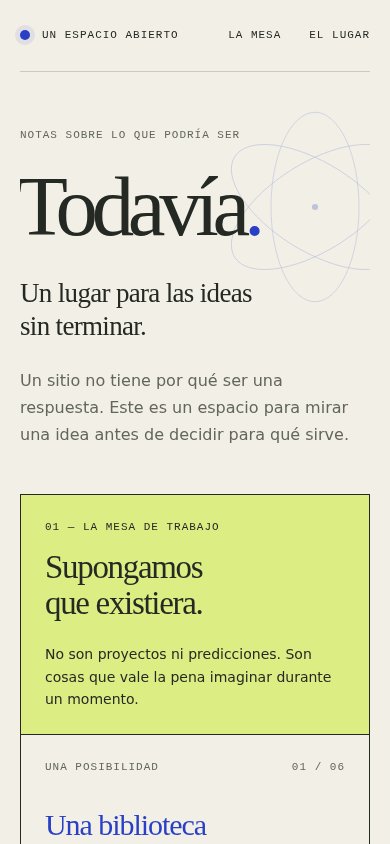 UN ESPACIO ABIERTO LA MESA EL LUGAR
NOTAS SOBRE LO QUE PODRÍA SER
Todavía.
Un lugar para las ideas
sin terminar.
Un sitio no tiene por qué ser una
respuesta. Este es un espacio para mirar
una idea antes de decidir para qué sirve.
01 — LA MESA DE TRABAJO
Supongamos
que existiera.
No son proyectos ni predicciones. Son
cosas que vale la pena imaginar durante
un momento.
UNA POSIBILIDAD 01 / 06
Una biblioteca